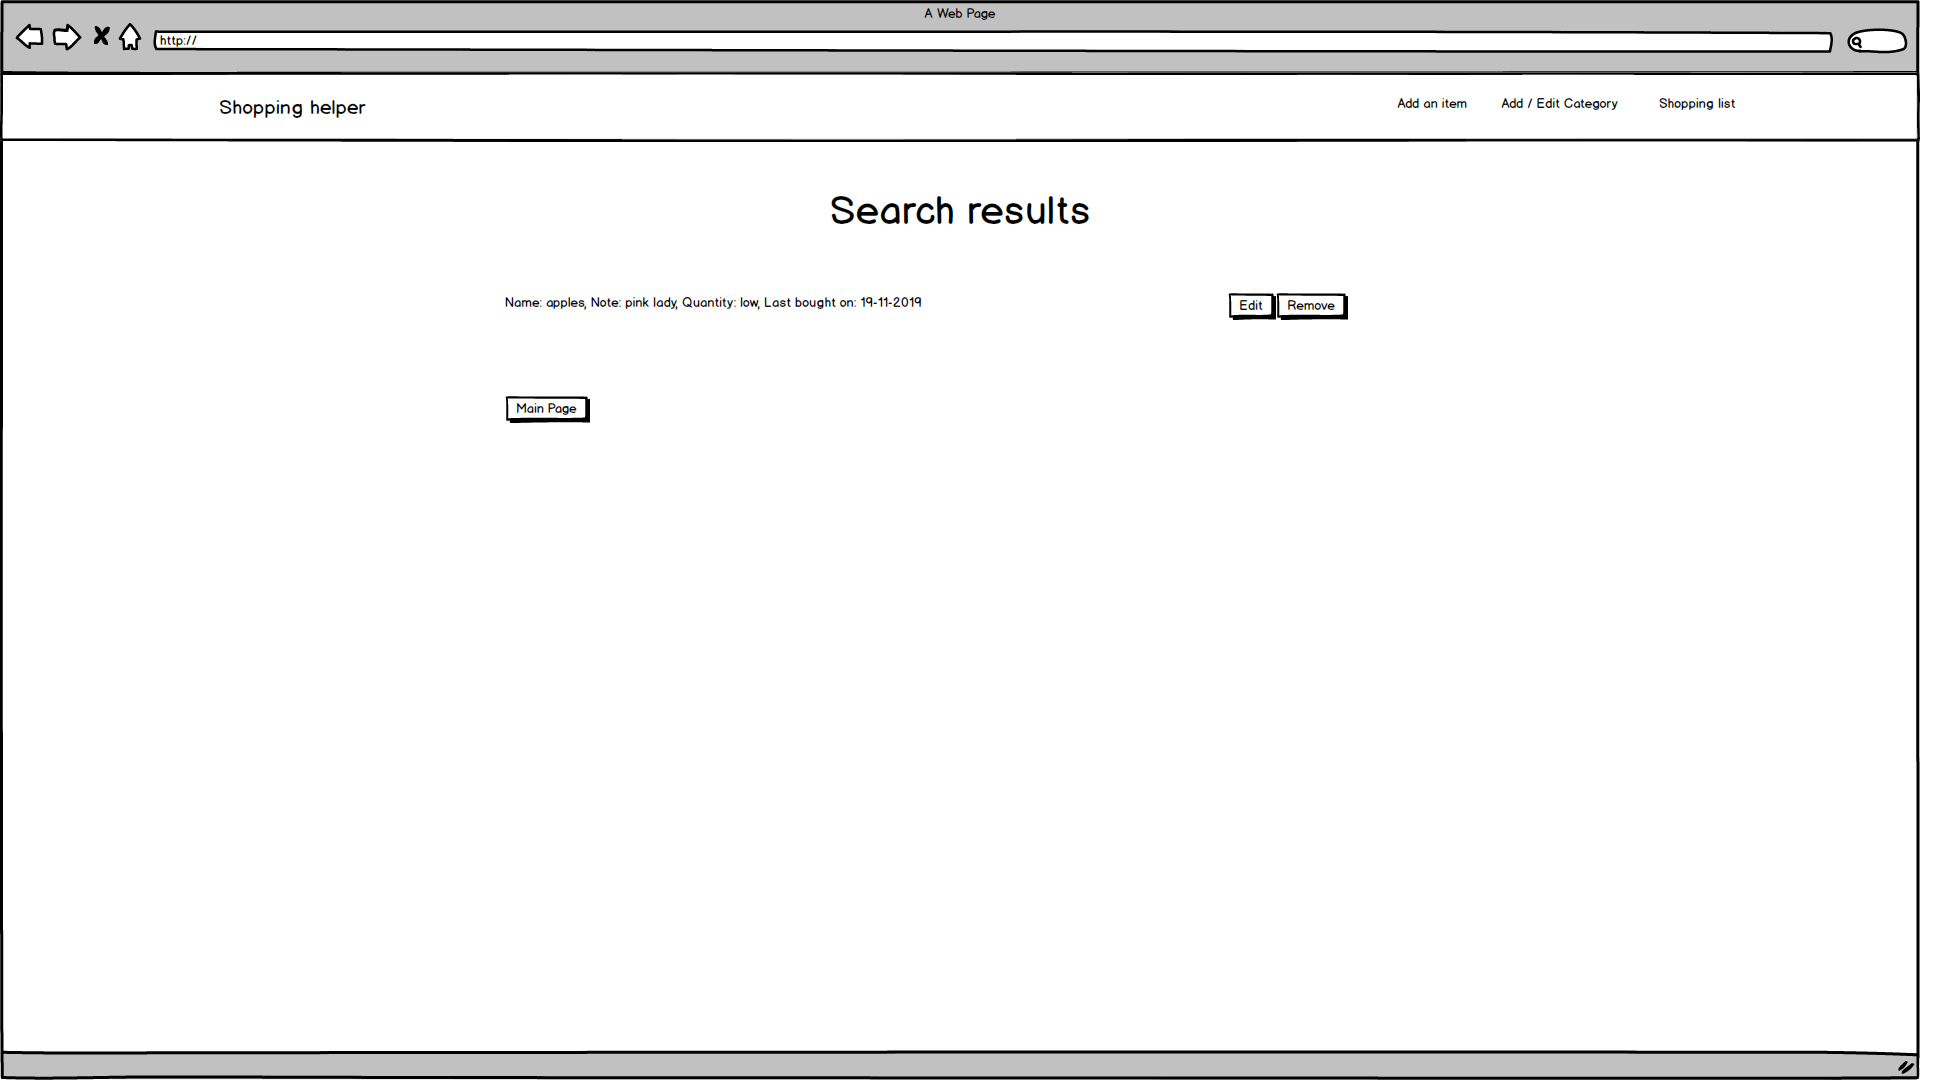 A Web Page
http://
Shopping helper
Add an item
Add / Edit Category
Shopping list
Search results
Name: apples, Note: pink lady, Quantity: low, Last bought on: 19-11-2019
Edit
Remove
Main Page